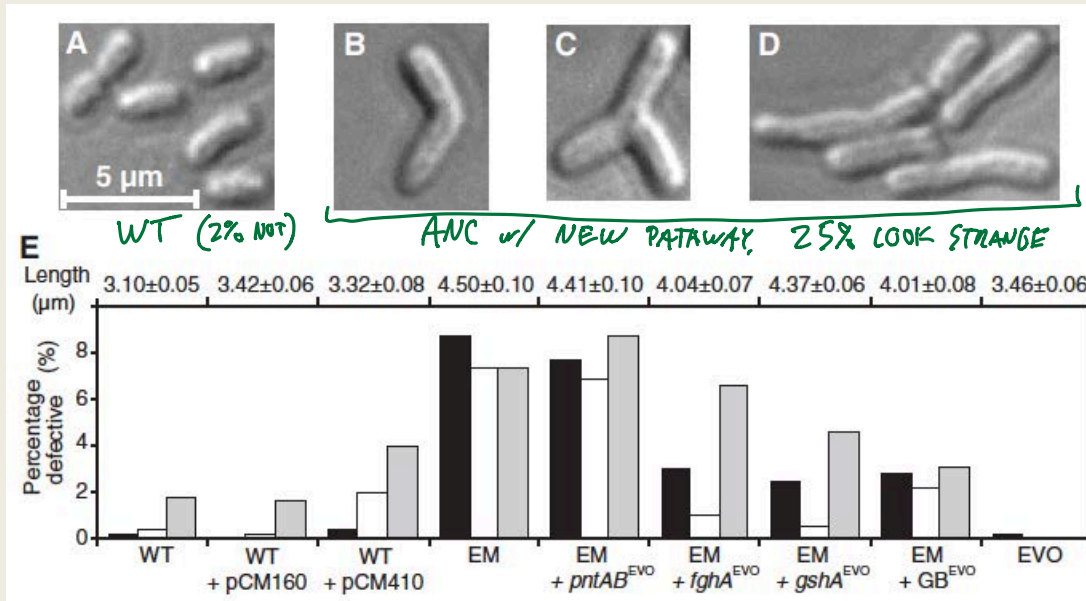 A
B
C
D
5 µm
WT (2% NOT)
ANC w/ NEW PATAWAY, 25% LOOK STRANGE
E
Length (µm)
3.10±0.05 3.42±0.06 3.32±0.08 4.50±0.10 4.41±0.10 4.04±0.07 4.37±0.06 4.01±0.08 3.46±0.06
Percentage (%)
defective
8
6
4
2
0
WT
WT
+ pCM160
WT
+ pCM410
EM
EM
+ pntAB^EVO
EM
+ fghA^EVO
EM
+ gshA^EVO
EM
+ GB^EVO
EVO